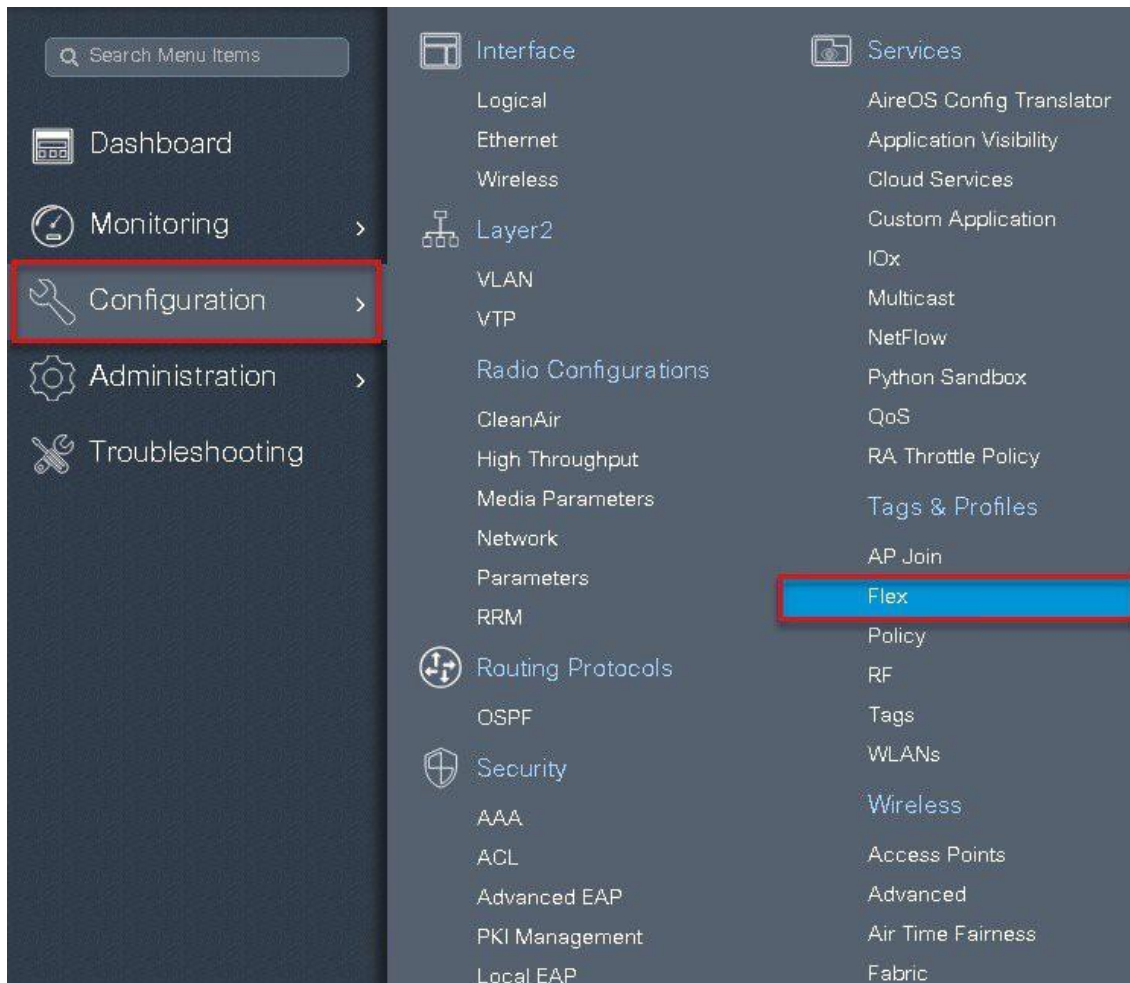 Search Menu Items
Dashboard
Monitoring
Configuration
Administration
Troubleshooting
Interface
Logical
Ethernet
Wireless
Layer2
VLAN
VTP
Radio Configurations
CleanAir
High Throughput
Media Parameters
Network
Parameters
RRM
Routing Protocols
OSPF
Security
AAA
ACL
Advanced EAP
PKI Management
Local EAP
Services
AireOS Config Translator
Application Visibility
Cloud Services
Custom Application
IOx
Multicast
NetFlow
Python Sandbox
QoS
RA Throttle Policy
Tags & Profiles
AP Join
Flex
Policy
RF
Tags
WLANs
Wireless
Access Points
Advanced
Air Time Fairness
Fabric